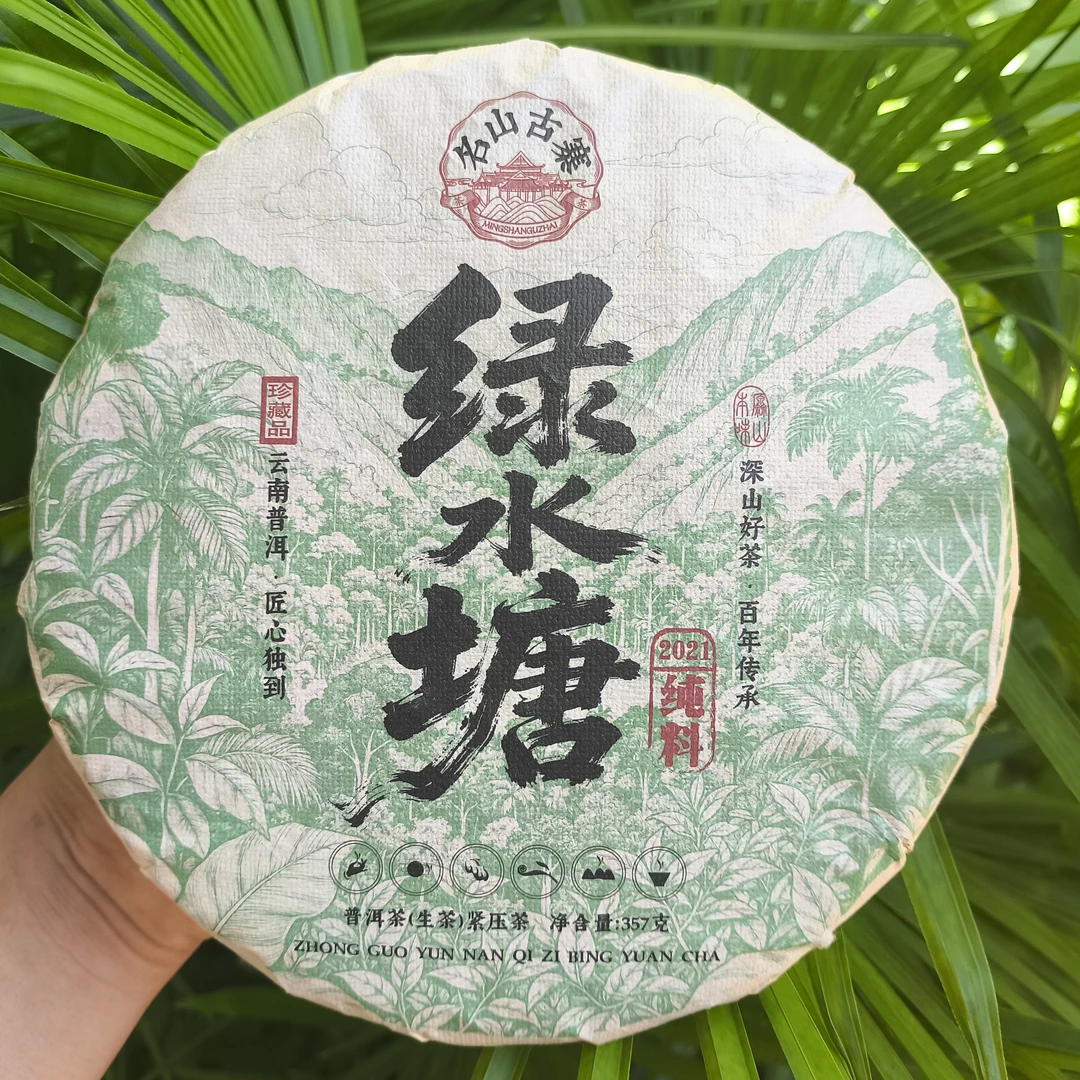 名山古寨
茶 茶
MINGSHANGUZHAI
绿水塘
珍藏品
云南普洱·匠心独到
深山好茶·百年传承
2021
纯料
普洱茶(生茶)紧压茶 净含量:357克
ZHONG GUO YUN NAN QI ZI BING YUAN CHA